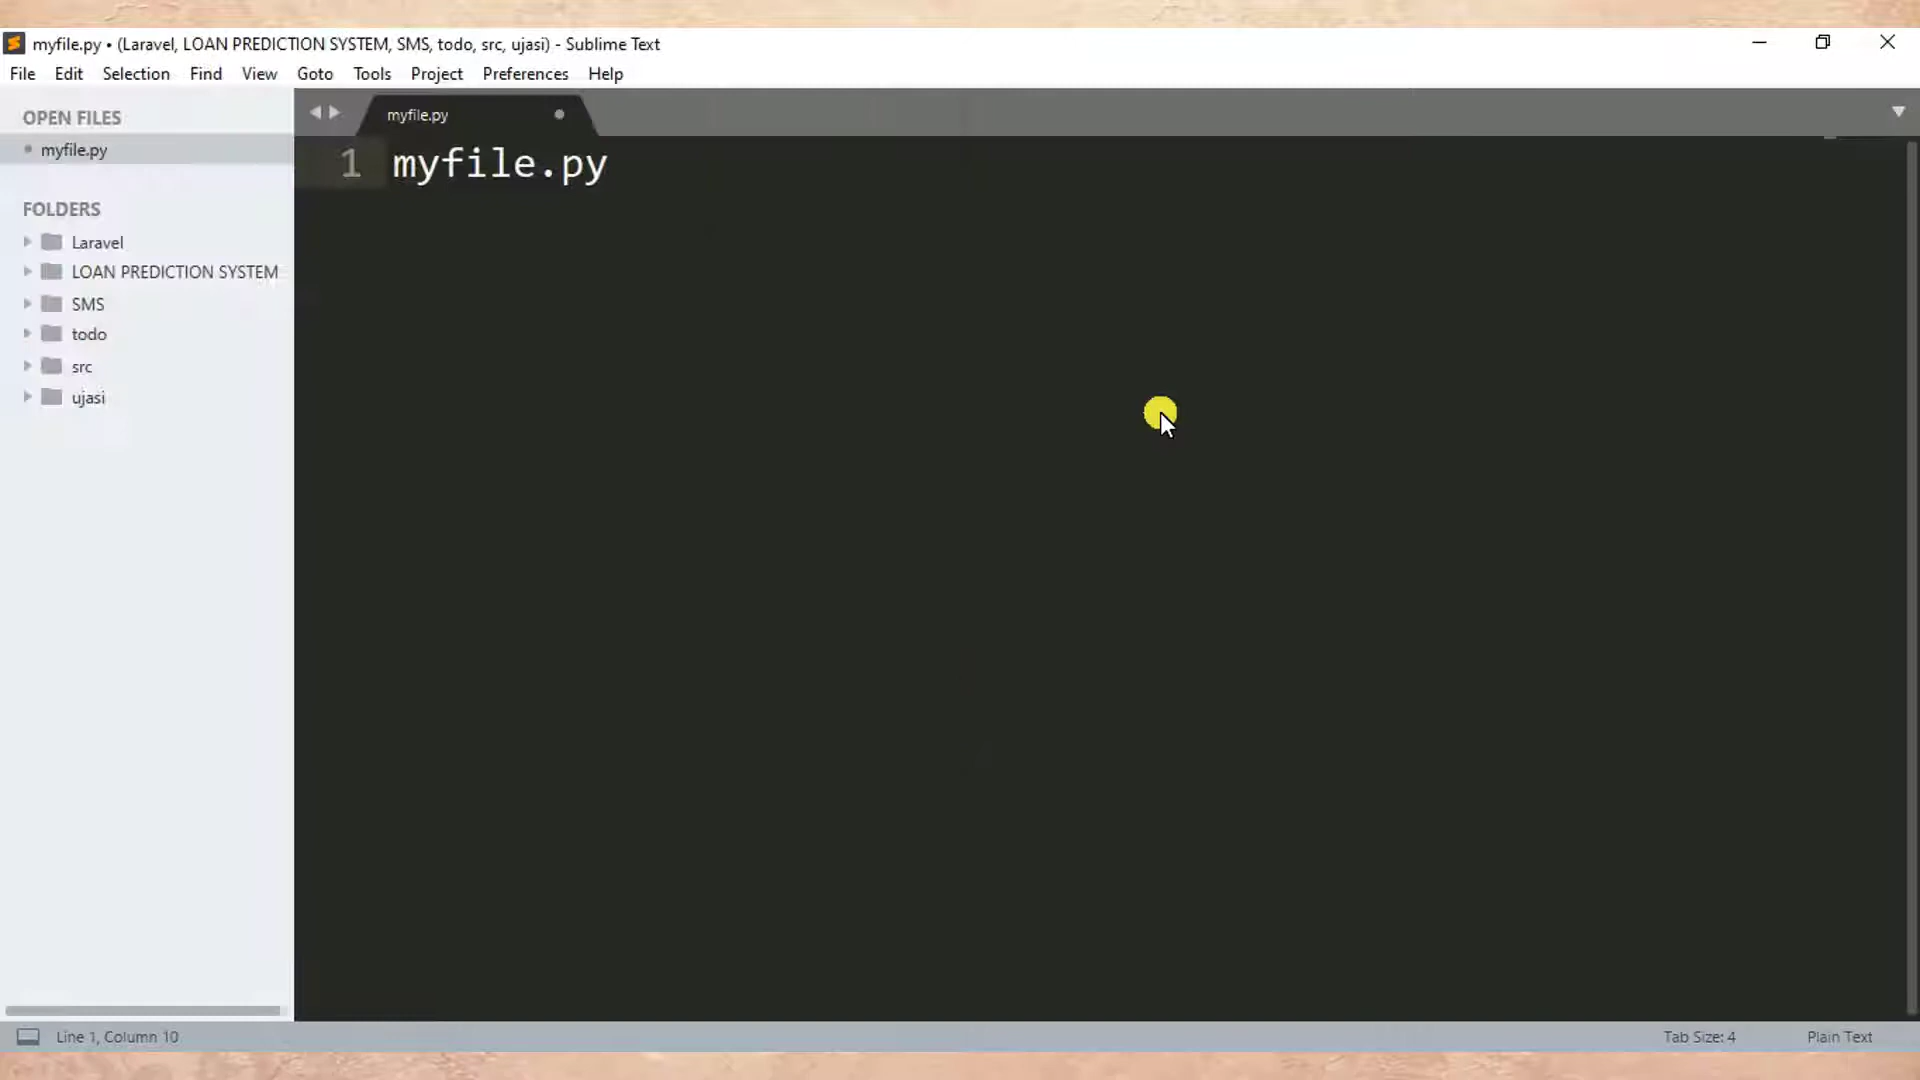 myfile.py • (Laravel, LOAN PREDICTION SYSTEM, SMS, todo, src, ujasi) - Sublime Text
File Edit Selection Find View Goto Tools Project Preferences Help
OPEN FILES
myfile.py
FOLDERS
Laravel
LOAN PREDICTION SYSTEM
SMS
todo
src
ujasi
myfile.py
1 myfile.py
Line 1, Column 10
Tab Size: 4
Plain Text